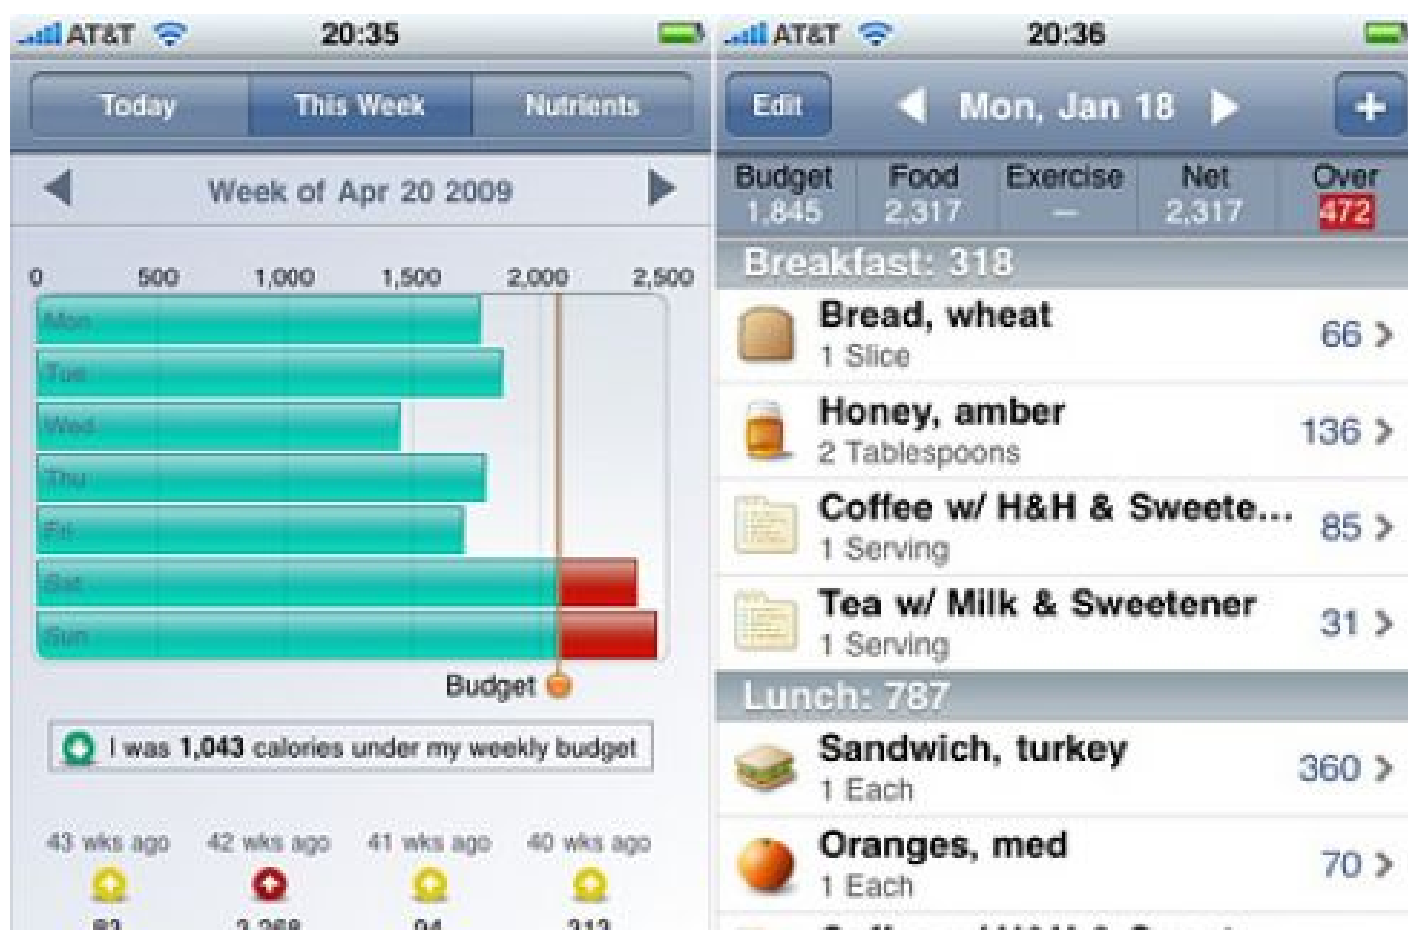 AT&T 20:35
Today This Week Nutrients
Week of Apr 20 2009
0 500 1,000 1,500 2,000 2,500
Mon
Tue
Wed
Thu
Fri
Sat
Sun
Budget
I was 1,043 calories under my weekly budget
43 wks ago 42 wks ago 41 wks ago 40 wks ago
AT&T 20:36
Edit Mon, Jan 18 +
Budget Food Exercise Net Over
1,845 2,317 — 2,317 472
Breakfast: 318
Bread, wheat
1 Slice
66
Honey, amber
2 Tablespoons
136
Coffee w/ H&H & Sweete...
1 Serving
85
Tea w/ Milk & Sweetener
1 Serving
31
Lunch: 787
Sandwich, turkey
1 Each
360
Oranges, med
1 Each
70